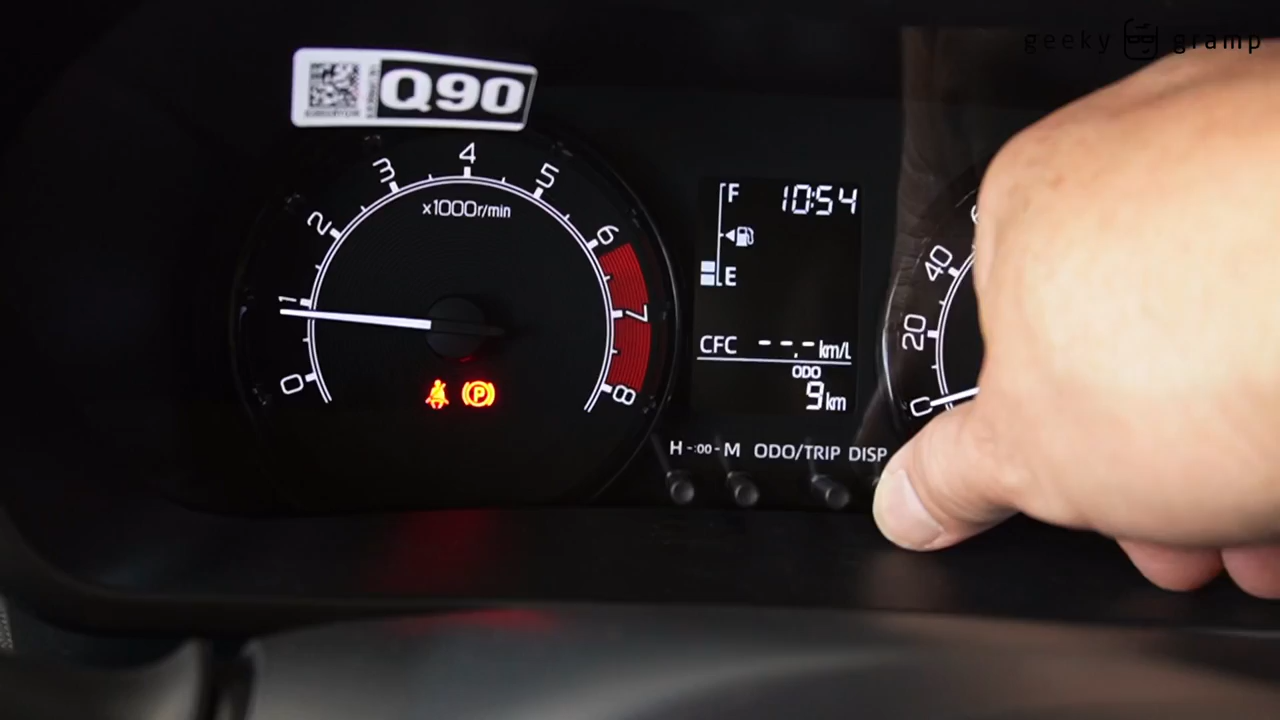 geeky gramp
Q90
0 1 2 3 4 5 6 7 8
x1000r/min
P
F
10:54
E
CFC --.- km/L
ODO
9 km
H -:00- M ODO/TRIP DISP
0 20 40